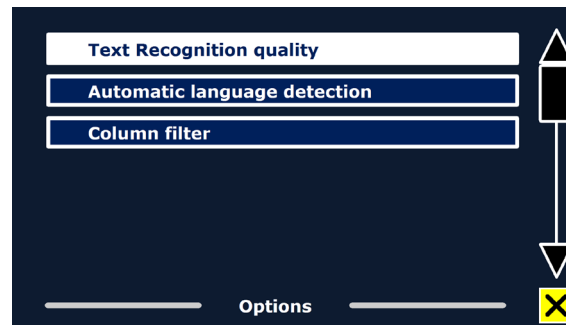 Text Recognition quality
Automatic language detection
Column filter
Options